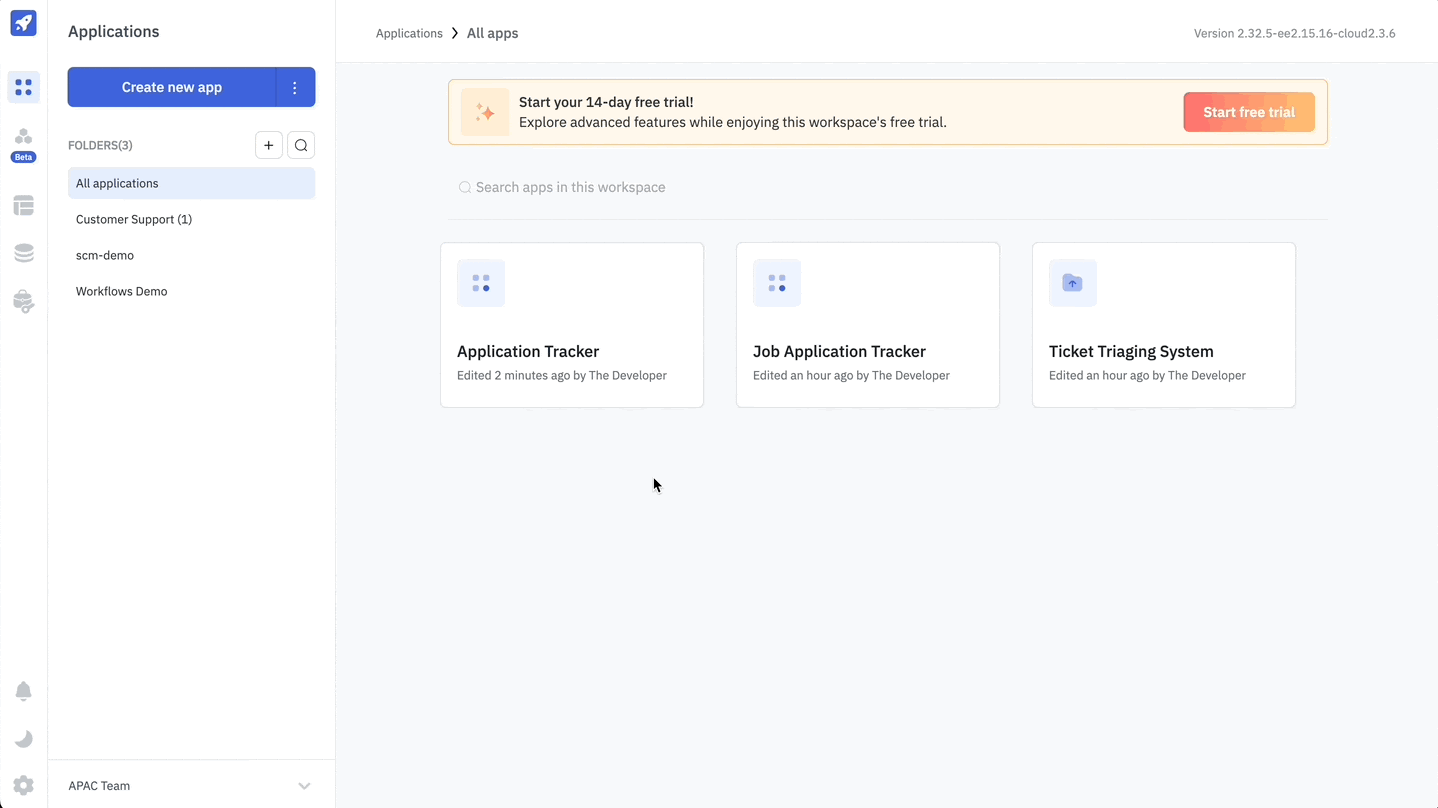 Applications
Create new app
FOLDERS(3)
All applications
Customer Support (1)
scm-demo
Workflows Demo
Beta
APAC Team
Applications
All apps
Version 2.32.5-ee2.15.16-cloud2.3.6
Start your 14-day free trial!
Explore advanced features while enjoying this workspace's free trial.
Start free trial
Search apps in this workspace
Application Tracker
Edited 2 minutes ago by The Developer
Job Application Tracker
Edited an hour ago by The Developer
Ticket Triaging System
Edited an hour ago by The Developer